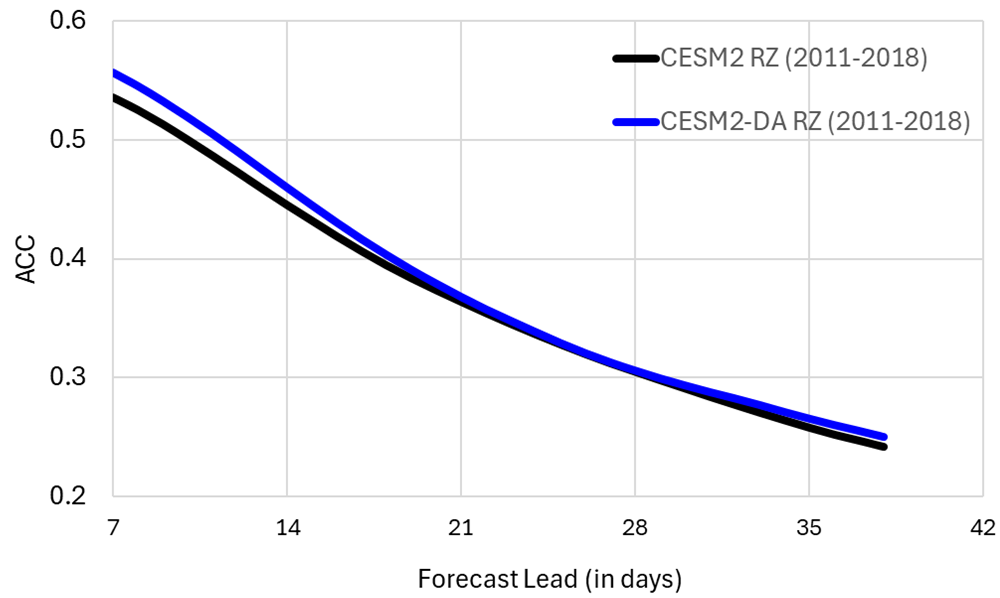 0.6
CESM2 RZ (2011-2018)
CESM2-DA RZ (2011-2018)
0.5
ACC
0.4
0.3
0.2
7 14 21 28 35 42
Forecast Lead (in days)